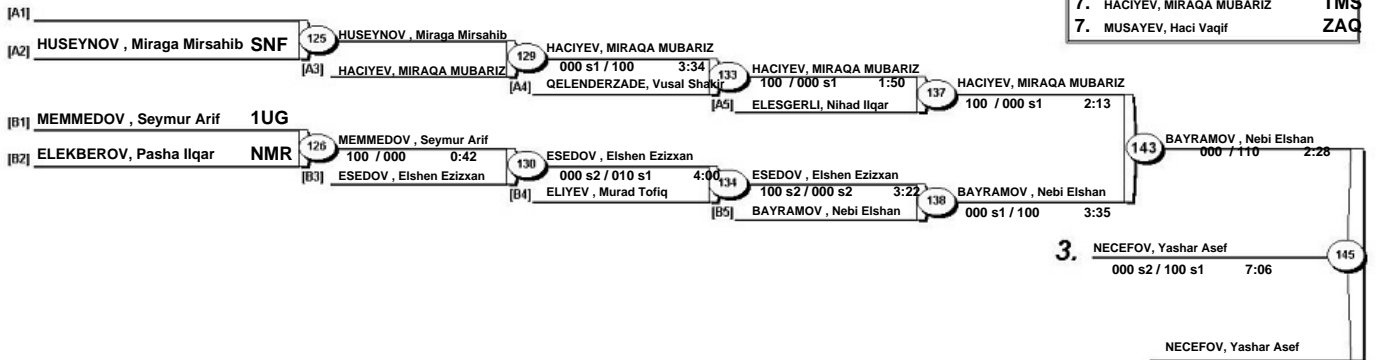 7. HACIYEV, MIRAQA MUBARIZ TMS
7. MUSAYEV, Haci Vaqif ZAQ
[A1]
[A2] HUSEYNOV , Miraga Mirsahib SNF
125
HUSEYNOV , Miraga Mirsahib
[A3] HACIYEV, MIRAQA MUBARIZ
129
HACIYEV, MIRAQA MUBARIZ
000 s1 / 100 3:34
[A4] QELENDERZADE, Vusal Shakir
133
HACIYEV, MIRAQA MUBARIZ
100 / 000 s1 1:50
[A5] ELESGERLI, Nihad Ilqar
137
HACIYEV, MIRAQA MUBARIZ
100 / 000 s1 2:13
[B1] MEMMEDOV , Seymur Arif 1UG
[B2] ELEKBEROV, Pasha Ilqar NMR
126
MEMMEDOV , Seymur Arif
100 / 000 0:42
[B3] ESEDOV , Elshen Ezizxan
130
ESEDOV , Elshen Ezizxan
000 s2 / 010 s1 4:00
[B4] ELIYEV , Murad Tofiq
134
ESEDOV , Elshen Ezizxan
100 s2 / 000 s2 3:22
[B5] BAYRAMOV , Nebi Elshan
138
BAYRAMOV , Nebi Elshan
000 s1 / 100 3:35
143
BAYRAMOV , Nebi Elshan
000 / 110 2:28
3. NECEFOV, Yashar Asef
000 s2 / 100 s1 7:06
145
NECEFOV, Yashar Asef